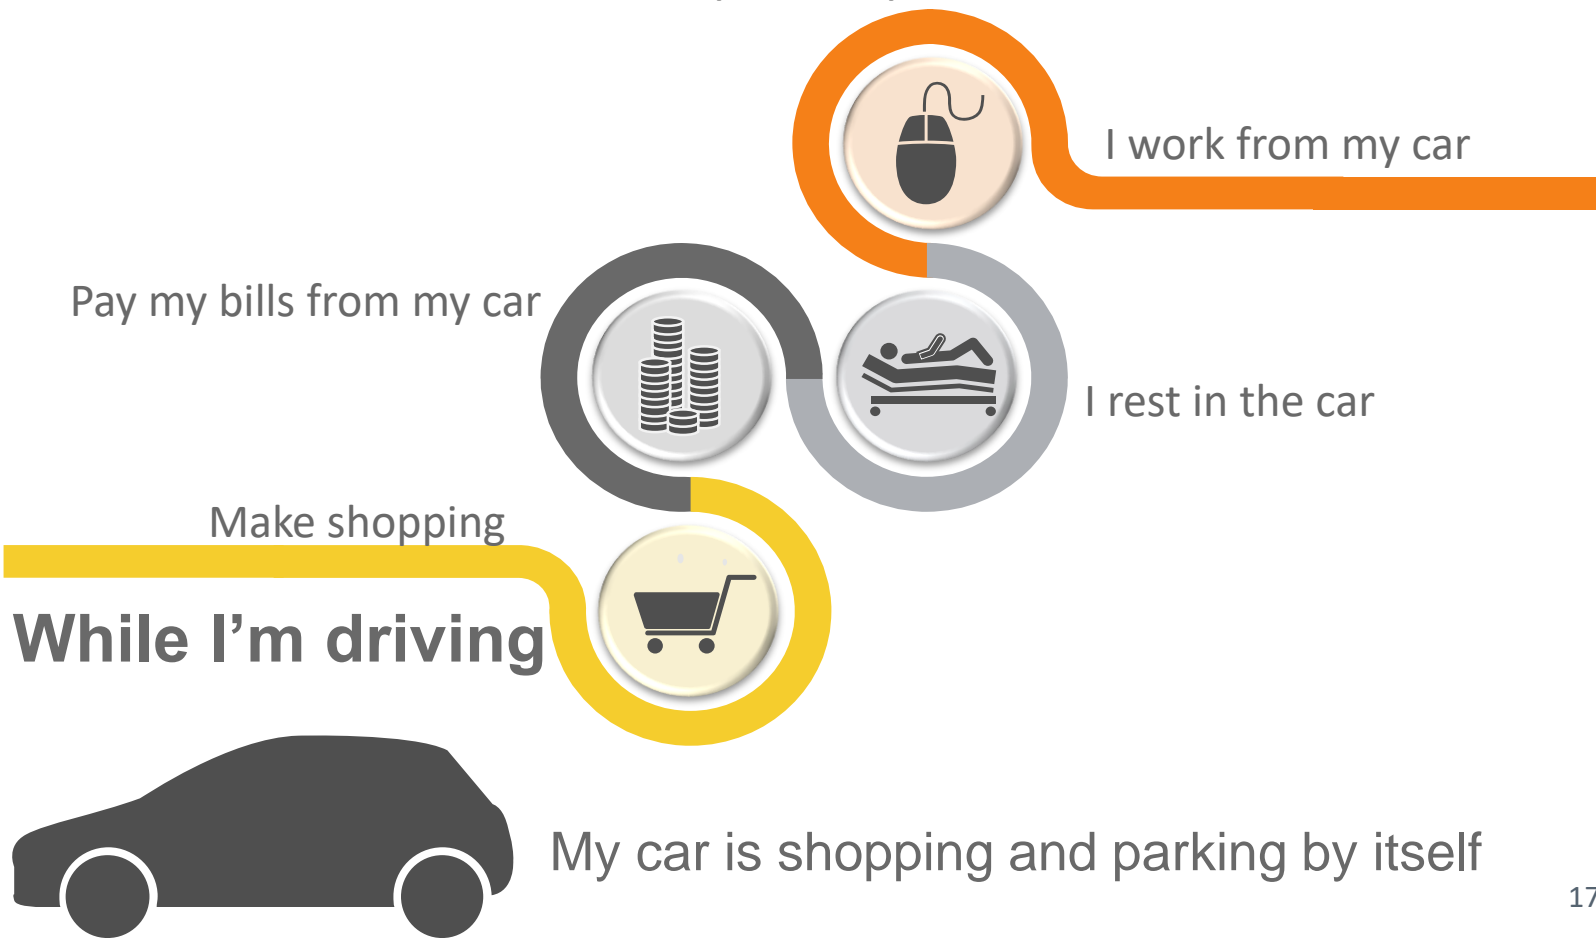 I work from my car
Pay my bills from my car
I rest in the car
Make shopping
While I’m driving
My car is shopping and parking by itself
17